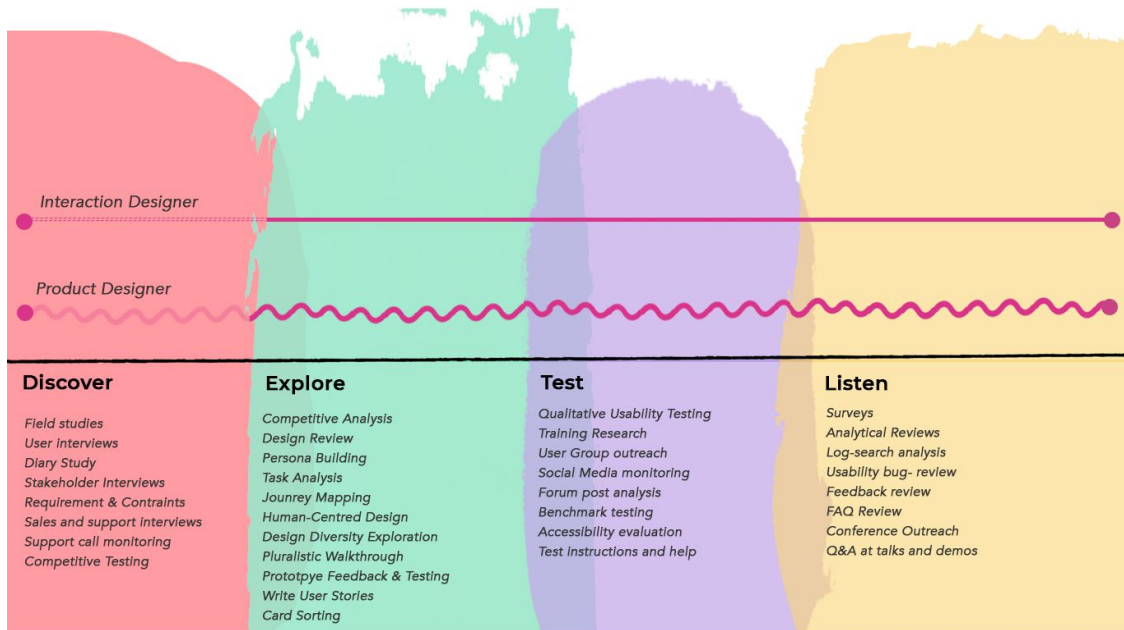 Interaction Designer
Product Designer
Discover
Field studies
User Interviews
Diary Study
Stakeholder Interviews
Requirement & Contraints
Sales and support interviews
Support call monitoring
Competitive Testing
Explore
Competitive Analysis
Design Review
Persona Building
Task Analysis
Jounrey Mapping
Human-Centred Design
Design Diversity Exploration
Pluralistic Walkthrough
Prototpye Feedback & Testing
Write User Stories
Card Sorting
Test
Qualitative Usability Testing
Training Research
User Group outreach
Social Media monitoring
Forum post analysis
Benchmark testing
Accessibility evaluation
Test instructions and help
Listen
Surveys
Analytical Reviews
Log-search analysis
Usability bug- review
Feedback review
FAQ Review
Conference Outreach
Q&A at talks and demos